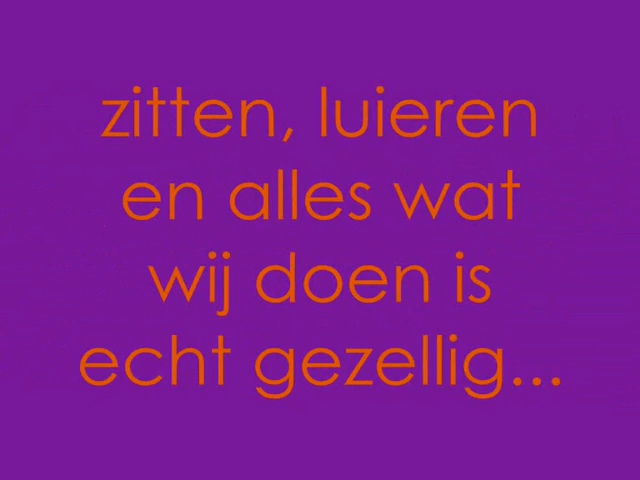 zitten, luieren
en alles wat
wij doen is
echt gezellig...